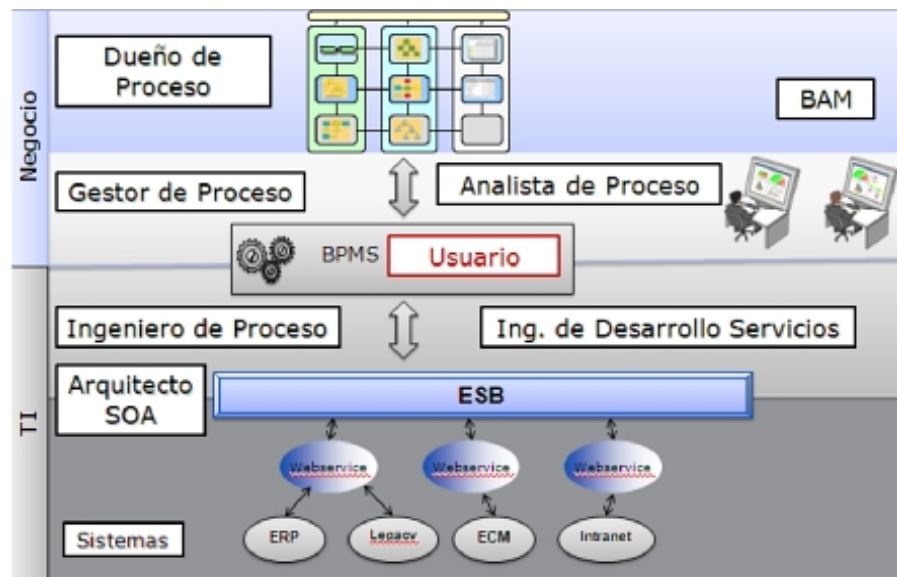 Negocio
Dueño de
Proceso
BAM
Gestor de Proceso
Analista de Proceso
BPMS
Usuario
TI
Ingeniero de Proceso
Ing. de Desarrollo Servicios
Arquitecto
SOA
ESB
Webservice
Webservice
Webservice
Sistemas
ERP
Legacy
ECM
Intranet